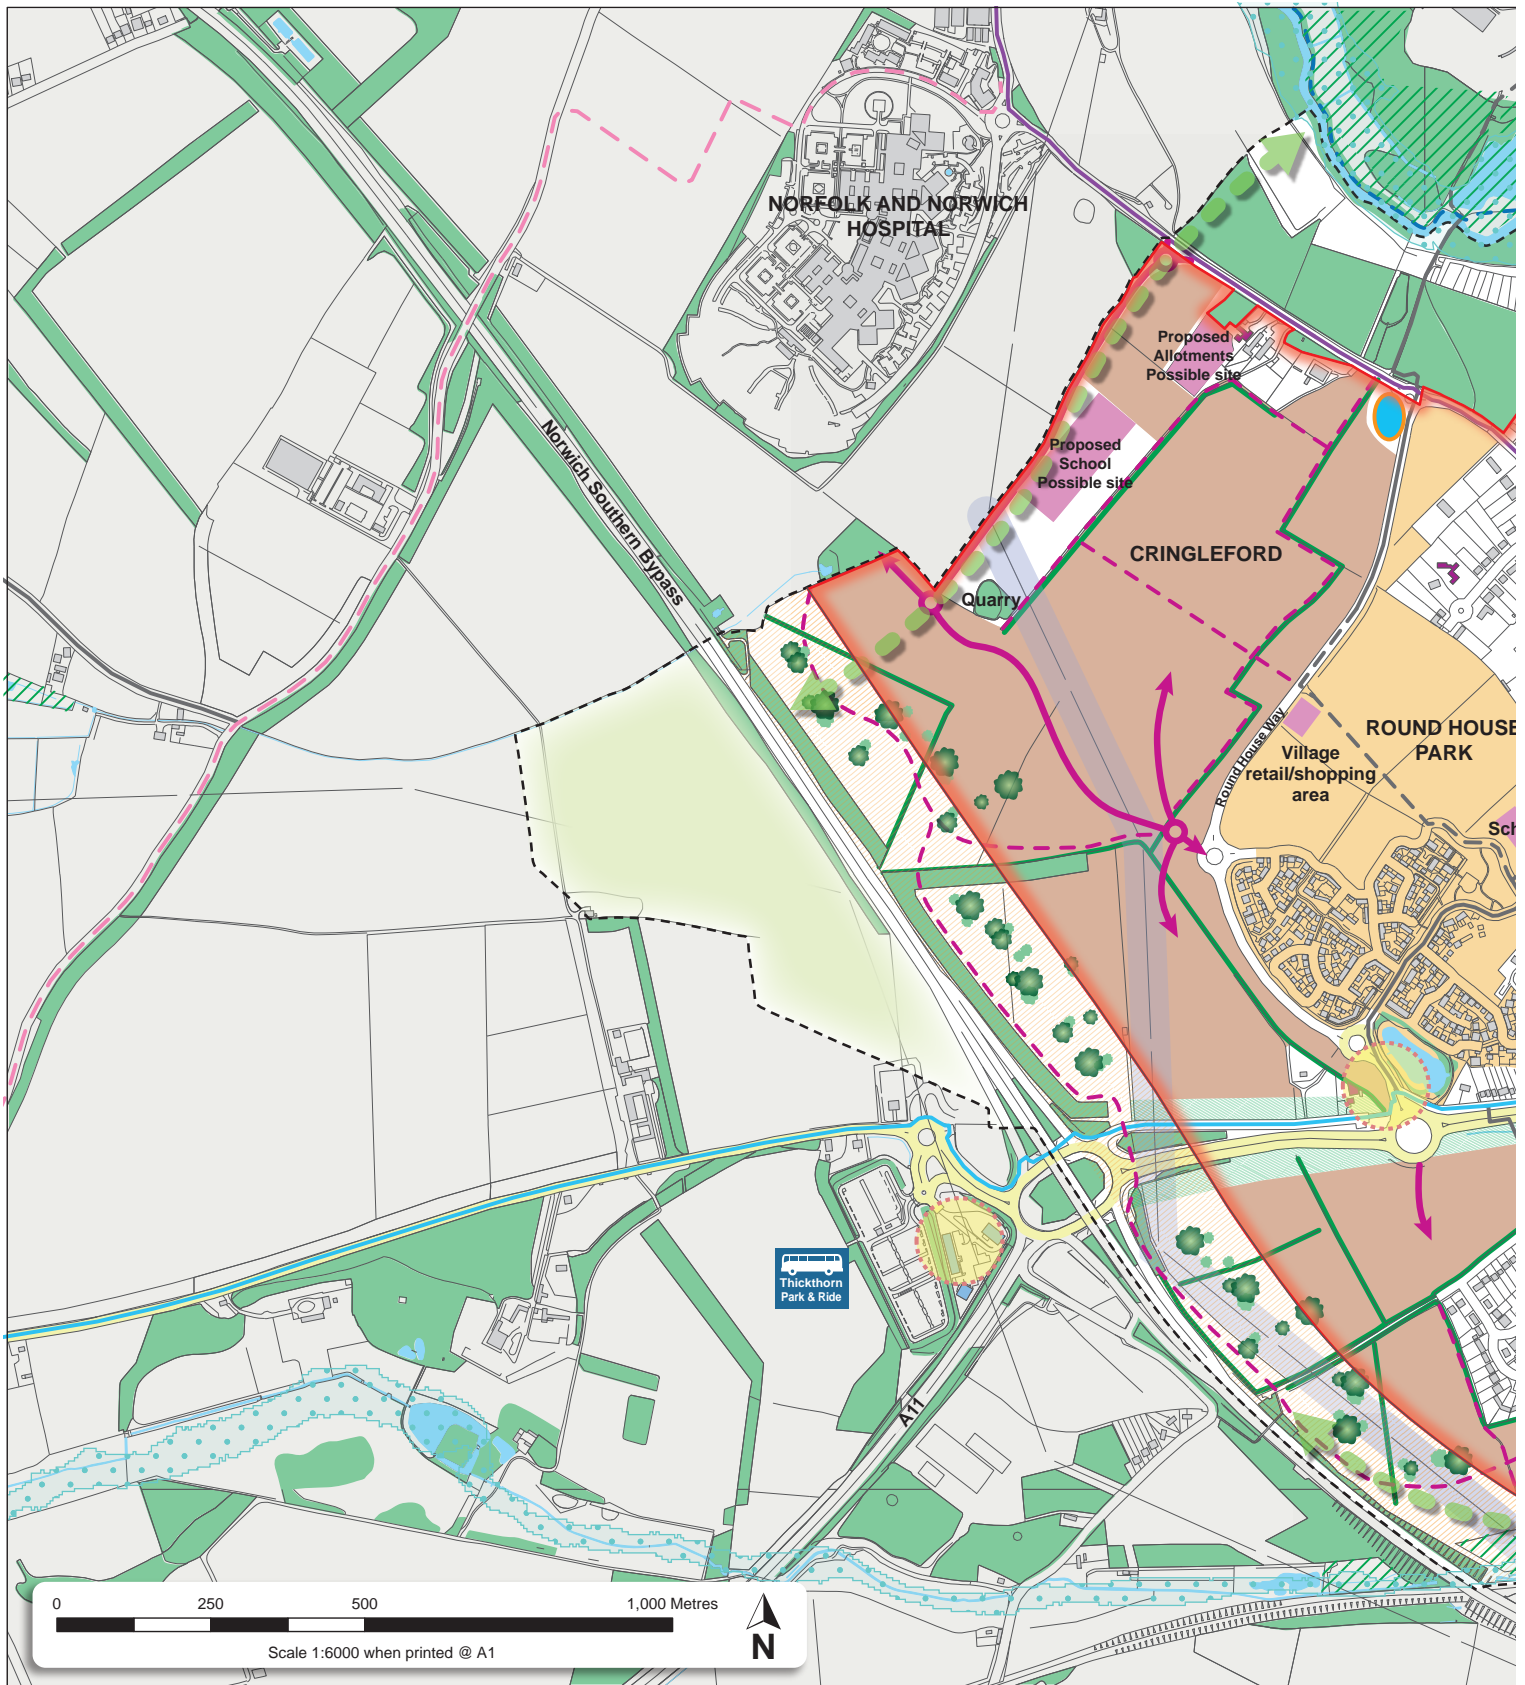 NORFOLK AND NORWICH
HOSPITAL
Proposed
Allotments
Possible site
Proposed
School
Possible site
Norwich Southern Bypass
CRINGLEFORD
Quarry
Round House Way
ROUND HOUSE
PARK
Village
retail/shopping
area
Sch
Thickthorn
Park & Ride
A11
0 250 500 1,000 Metres
Scale 1:6000 when printed @ A1
N